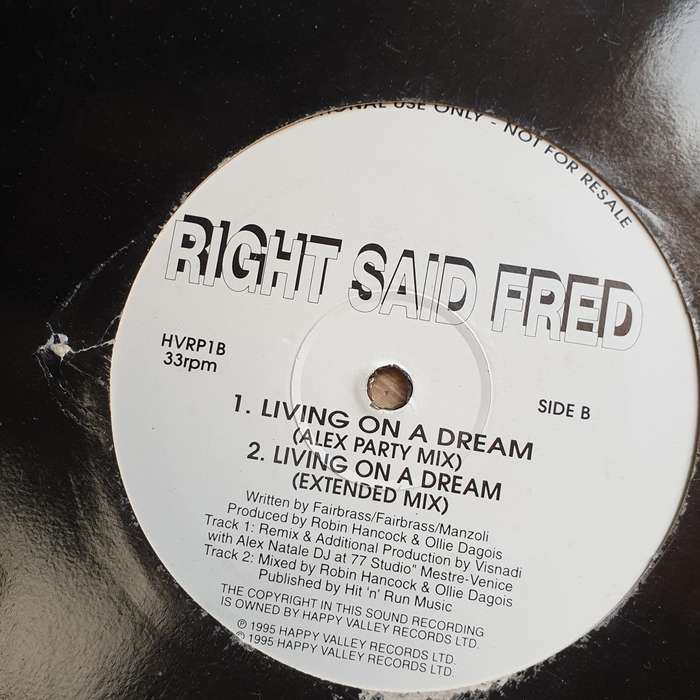 USE ONLY - NOT FOR RESALE
RIGHT SAID FRED
HVRP1B
33rpm
SIDE B
1. LIVING ON A DREAM
(ALEX PARTY MIX)
2. LIVING ON A DREAM
(EXTENDED MIX)
Written by Fairbrass/Fairbrass/Manzoli
Produced by Robin Hancock & Ollie Dagois
Track 1: Remix & Additional Production by Visnadi
with Alex Natale DJ at 77 Studio" Mestre-Venice
Track 2: Mixed by Robin Hancock & Ollie Dagois
Published by Hit 'n' Run Music
THE COPYRIGHT IN THIS SOUND RECORDING
IS OWNED BY HAPPY VALLEY RECORDS LTD.
℗ 1995 HAPPY VALLEY RECORDS LTD.
© 1995 HAPPY VALLEY RECORDS LTD.